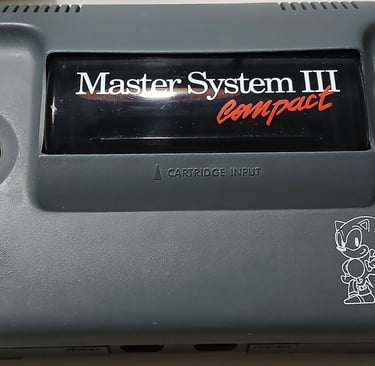 Master System III
compact
CARTRIDGE INPUT